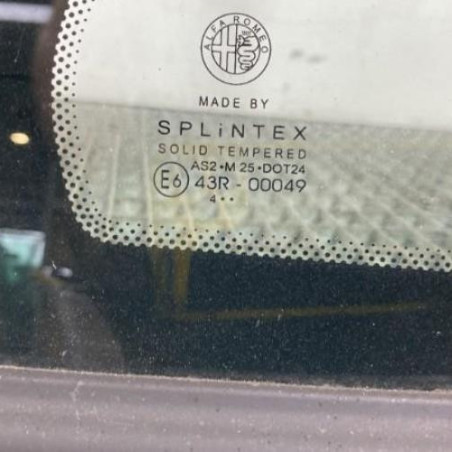 ALFA ROMEO
MADE BY
SPLiNTEX
SOLID TEMPERED
AS2•M 25•DOT24
E6 43R - 00049
4••